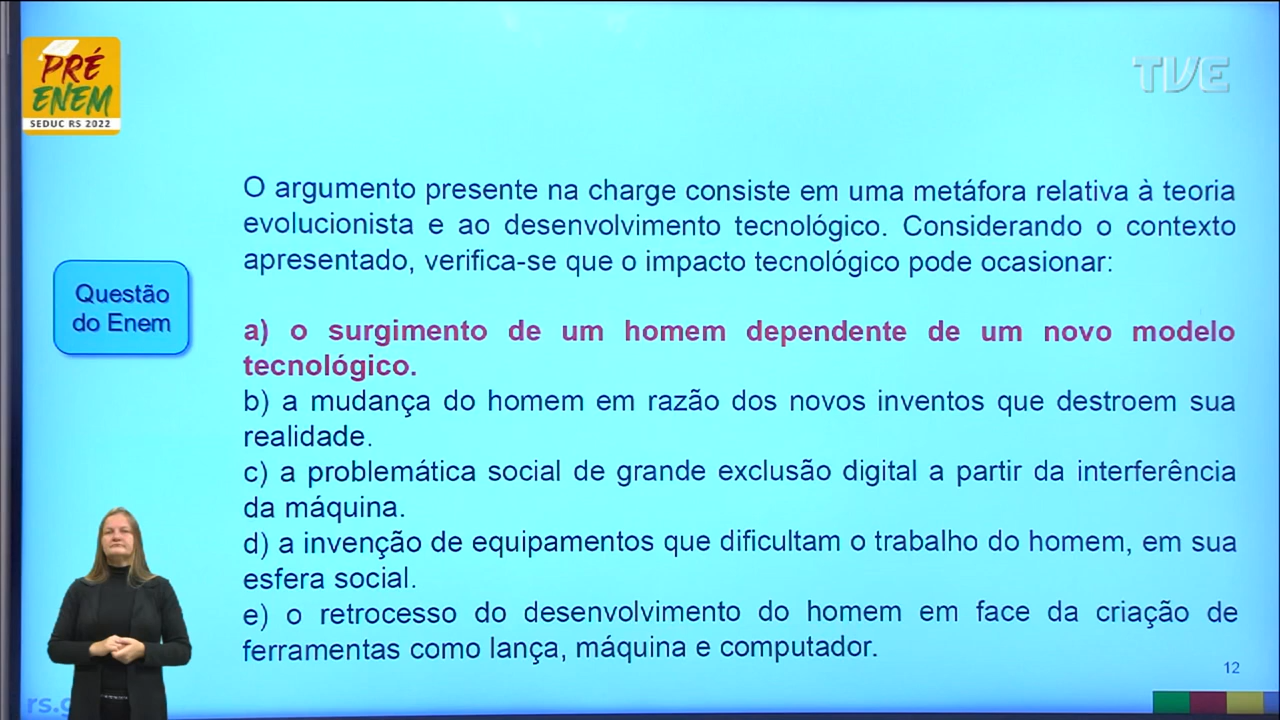 PRÉ
ENEM
SEDUC RS 2022
TVE
O argumento presente na charge consiste em uma metáfora relativa à teoria
evolucionista e ao desenvolvimento tecnológico. Considerando o contexto
apresentado, verifica-se que o impacto tecnológico pode ocasionar:
Questão
do Enem
a) o surgimento de um homem dependente de um novo modelo
tecnológico.
b) a mudança do homem em razão dos novos inventos que destroem sua
realidade.
c) a problemática social de grande exclusão digital a partir da interferência
da máquina.
d) a invenção de equipamentos que dificultam o trabalho do homem, em sua
esfera social.
e) o retrocesso do desenvolvimento do homem em face da criação de
ferramentas como lança, máquina e computador.
12